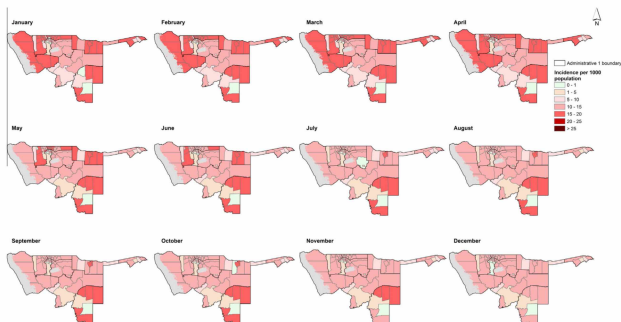 January
February
March
April
N
Administrative 1 boundary
Incidence per 1000
population
0 - 1
1 - 5
5 - 10
10 - 15
15 - 20
20 - 25
> 25
May
June
July
August
September
October
November
December